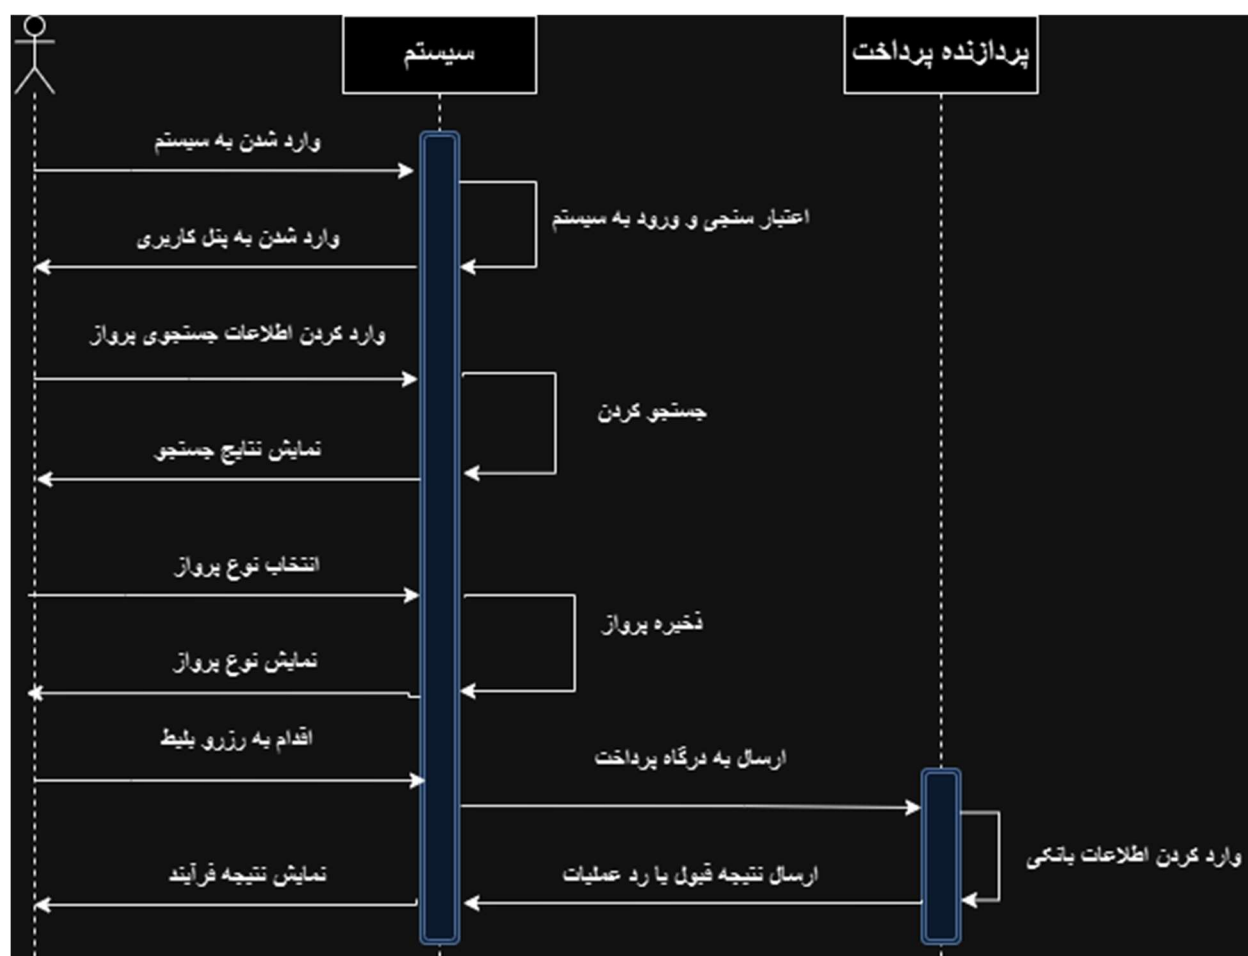 سیستم
پردازنده پرداخت
وارد شدن به سیستم
اعتبار سنجی و ورود به سیستم
وارد شدن به پنل کاربری
وارد کردن اطلاعات جستجوی پرواز
جستجو کردن
نمایش نتایج جستجو
انتخاب نوع پرواز
ذخیره پرواز
نمایش نوع پرواز
اقدام به رزرو بلیط
ارسال به درگاه پرداخت
وارد کردن اطلاعات بانکی
ارسال نتیجه قبول یا رد عملیات
نمایش نتیجه فرآیند